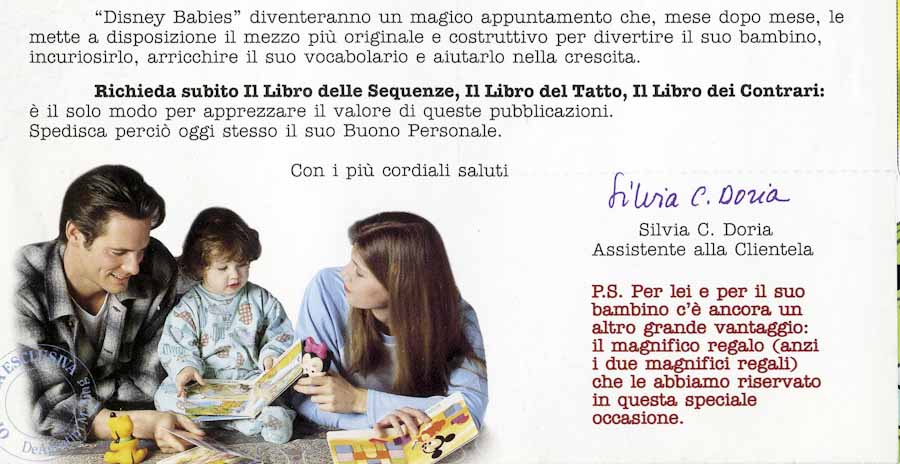 “Disney Babies” diventeranno un magico appuntamento che, mese dopo mese, le
mette a disposizione il mezzo più originale e costruttivo per divertire il suo bambino,
incuriosirlo, arricchire il suo vocabolario e aiutarlo nella crescita.
Richieda subito Il Libro delle Sequenze, Il Libro del Tatto, Il Libro dei Contrari:
è il solo modo per apprezzare il valore di queste pubblicazioni.
Spedisca perciò oggi stesso il suo Buono Personale.
Con i più cordiali saluti
Silvia C. Doria
Silvia C. Doria
Assistente alla Clientela
P.S. Per lei e per il suo
bambino c'è ancora un
altro grande vantaggio:
il magnifico regalo (anzi
i due magnifici regali)
che le abbiamo riservato
in questa speciale
occasione.
ESCLUSIVA